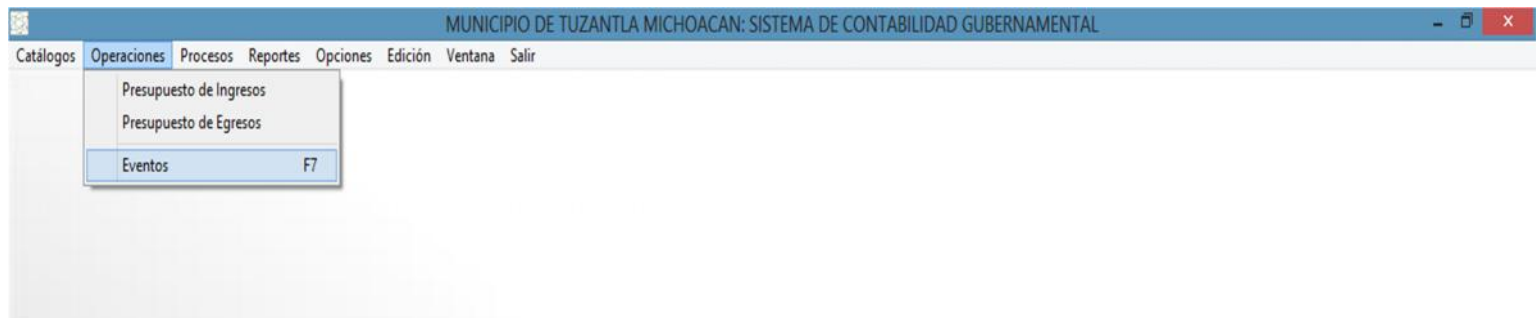 MUNICIPIO DE TUZANTLA MICHOACAN: SISTEMA DE CONTABILIDAD GUBERNAMENTAL
Catálogos Operaciones Procesos Reportes Opciones Edición Ventana Salir
Presupuesto de Ingresos
Presupuesto de Egresos
Eventos F7